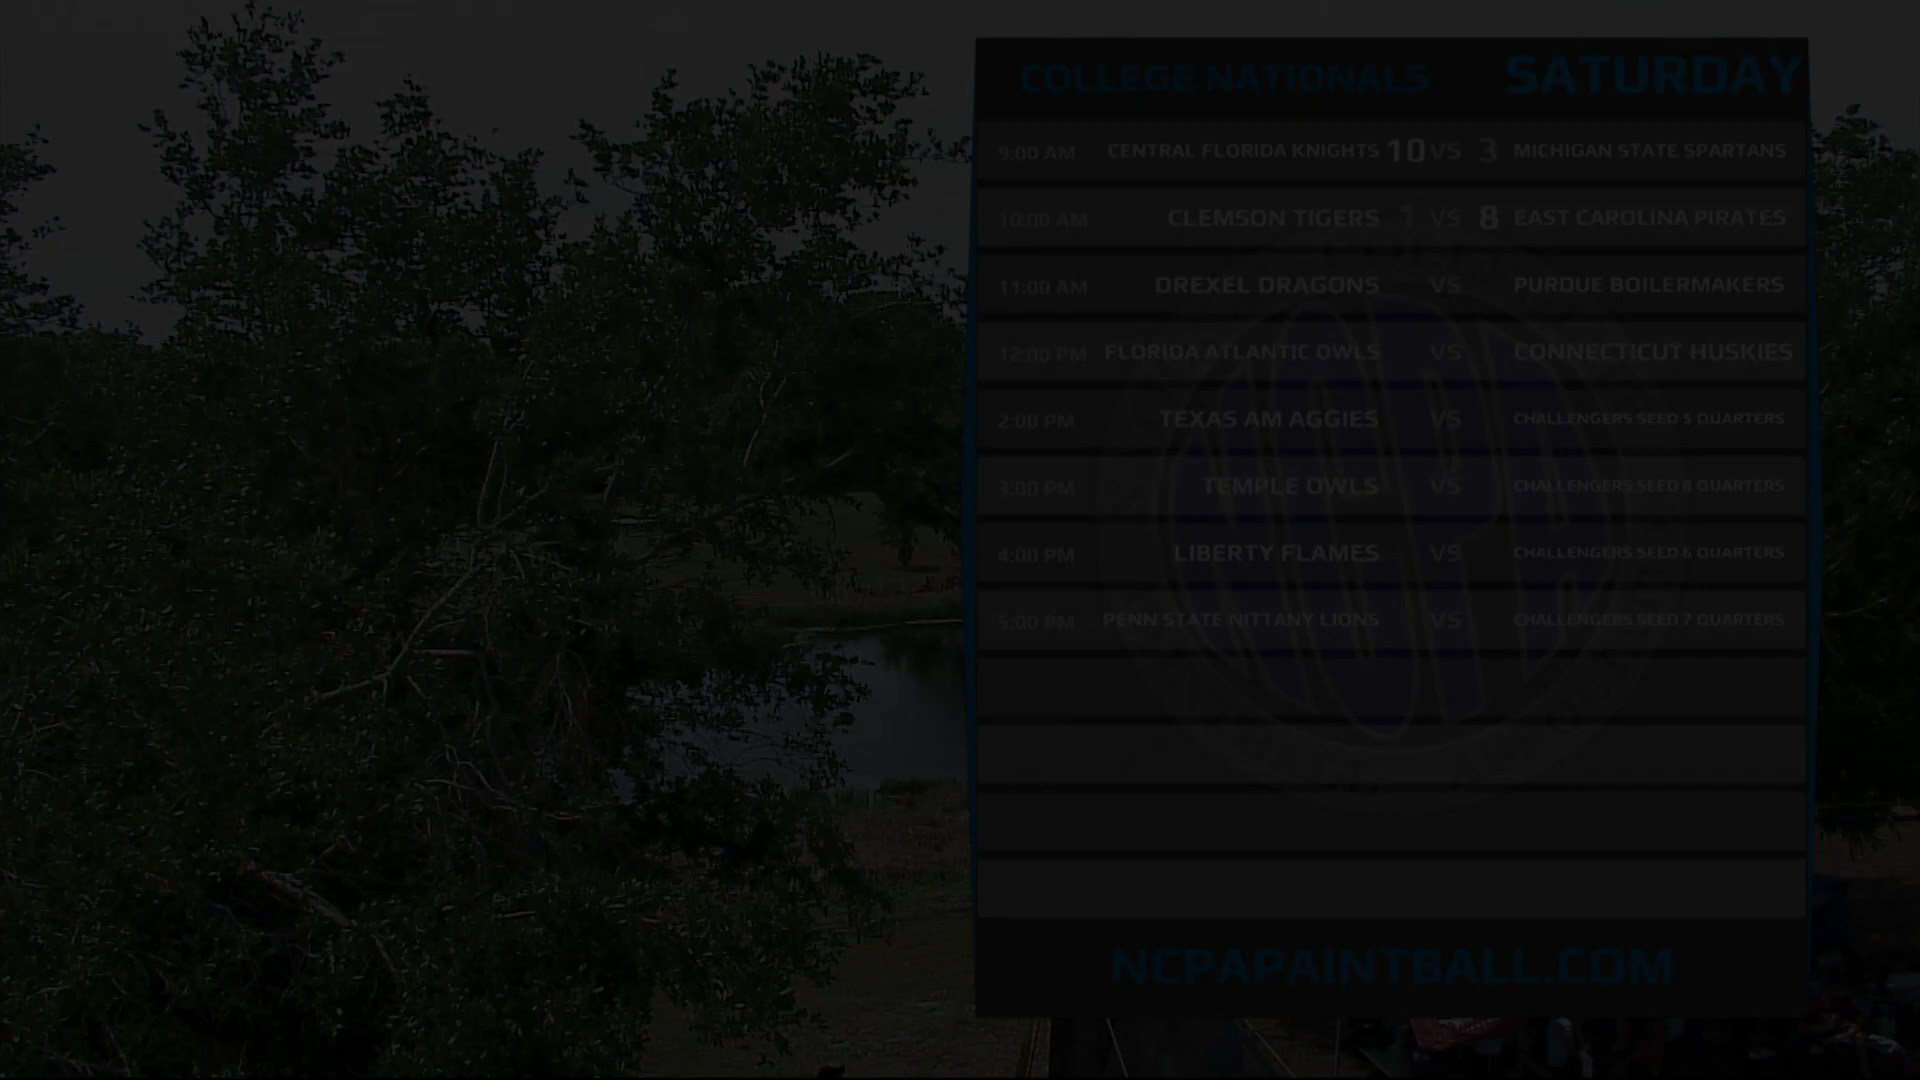 COLLEGE NATIONALS SATURDAY
9:00 AM CENTRAL FLORIDA KNIGHTS 10 VS 3 MICHIGAN STATE SPARTANS
10:00 AM CLEMSON TIGERS 1 VS 8 EAST CAROLINA PIRATES
11:00 AM DREXEL DRAGONS VS PURDUE BOILERMAKERS
12:00 PM FLORIDA ATLANTIC OWLS VS CONNECTICUT HUSKIES
2:00 PM TEXAS AM AGGIES VS CHALLENGERS SEED 5 QUARTERS
3:00 PM TEMPLE OWLS VS CHALLENGERS SEED 8 QUARTERS
4:00 PM LIBERTY FLAMES VS CHALLENGERS SEED 6 QUARTERS
5:00 PM PENN STATE NITTANY LIONS VS CHALLENGERS SEED 7 QUARTERS
NCPA
NCPAPAINTBALL.COM